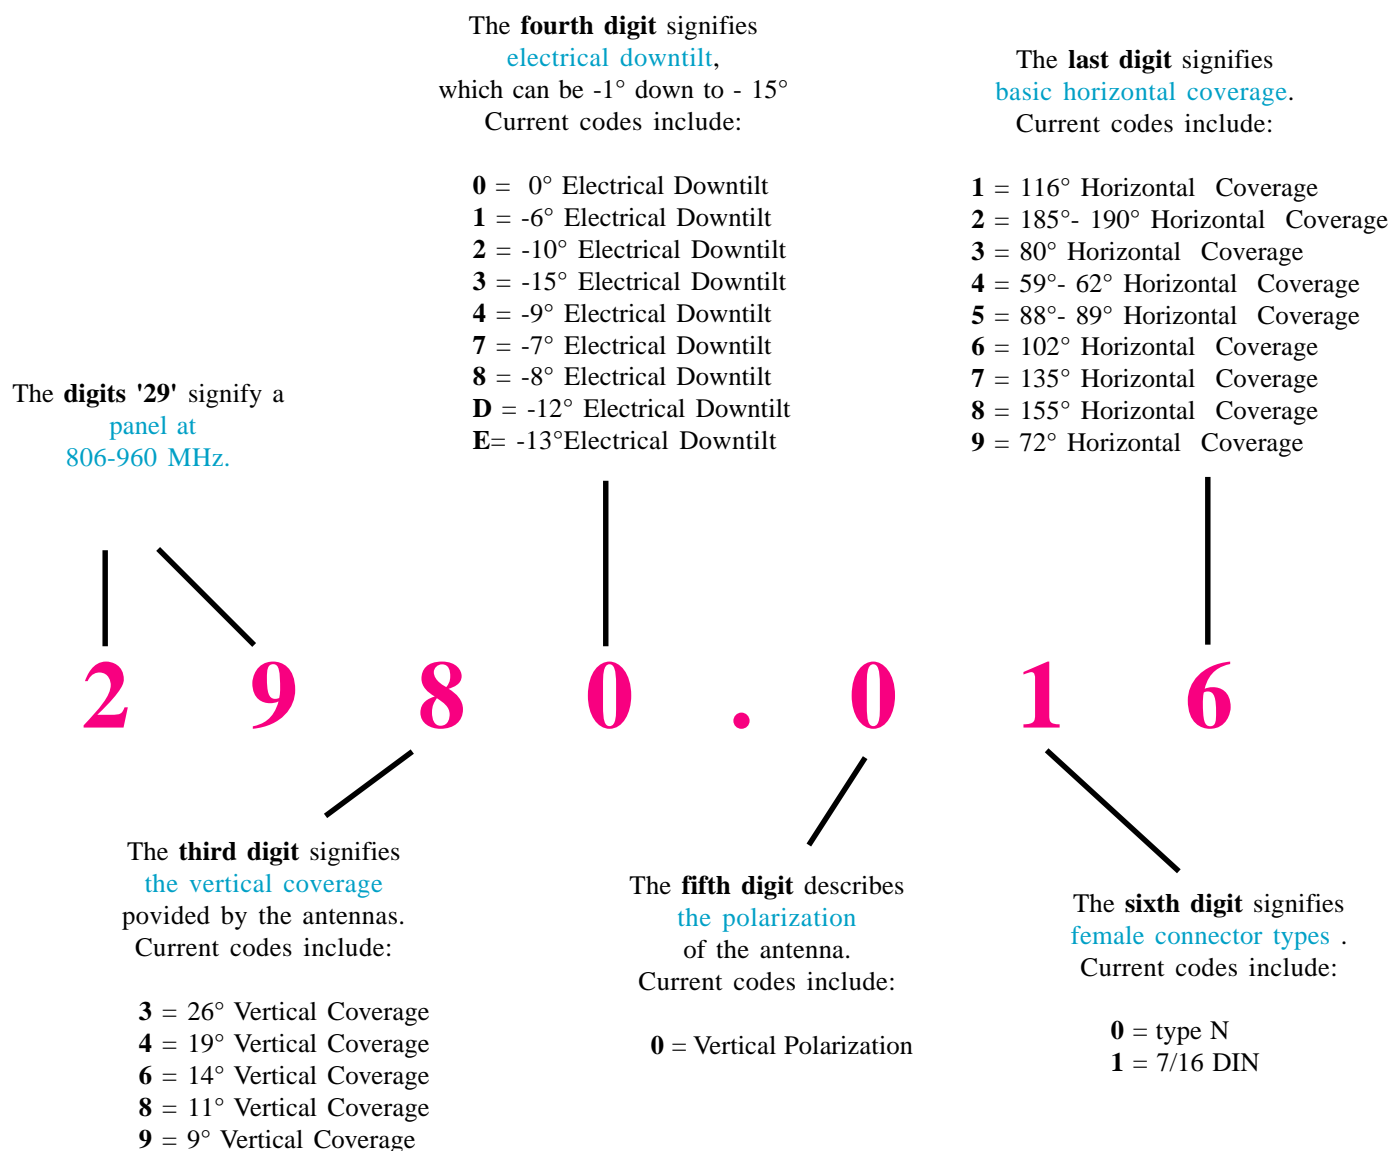 The fourth digit signifies
electrical downtilt,
which can be -1° down to - 15°
Current codes include:
0 = 0° Electrical Downtilt
1 = -6° Electrical Downtilt
2 = -10° Electrical Downtilt
3 = -15° Electrical Downtilt
4 = -9° Electrical Downtilt
7 = -7° Electrical Downtilt
8 = -8° Electrical Downtilt
D = -12° Electrical Downtilt
E= -13°Electrical Downtilt
The last digit signifies
basic horizontal coverage.
Current codes include:
1 = 116° Horizontal Coverage
2 = 185°- 190° Horizontal Coverage
3 = 80° Horizontal Coverage
4 = 59°- 62° Horizontal Coverage
5 = 88°- 89° Horizontal Coverage
6 = 102° Horizontal Coverage
7 = 135° Horizontal Coverage
8 = 155° Horizontal Coverage
9 = 72° Horizontal Coverage
The digits '29' signify a
panel at
806-960 MHz.
2 9 8 0 . 0 1 6
The third digit signifies
the vertical coverage
povided by the antennas.
Current codes include:
3 = 26° Vertical Coverage
4 = 19° Vertical Coverage
6 = 14° Vertical Coverage
8 = 11° Vertical Coverage
9 = 9° Vertical Coverage
The fifth digit describes
the polarization
of the antenna.
Current codes include:
0 = Vertical Polarization
The sixth digit signifies
female connector types .
Current codes include:
0 = type N
1 = 7/16 DIN